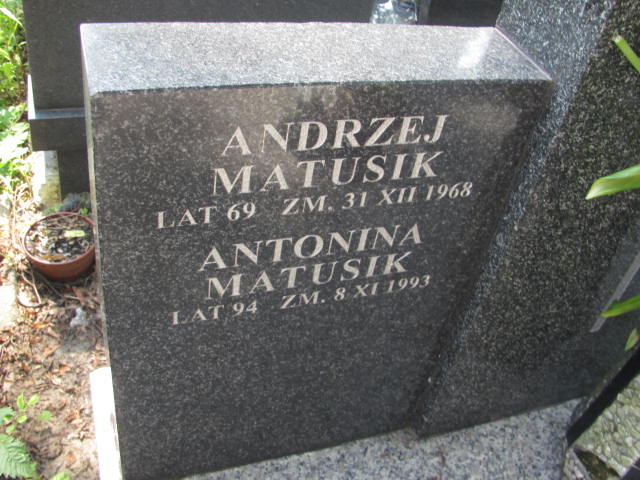 ANDRZEJ
MATUSIK
LAT 69 ZM. 31 XII 1968
ANTONINA
MATUSIK
LAT 94 ZM. 8 XI 1993